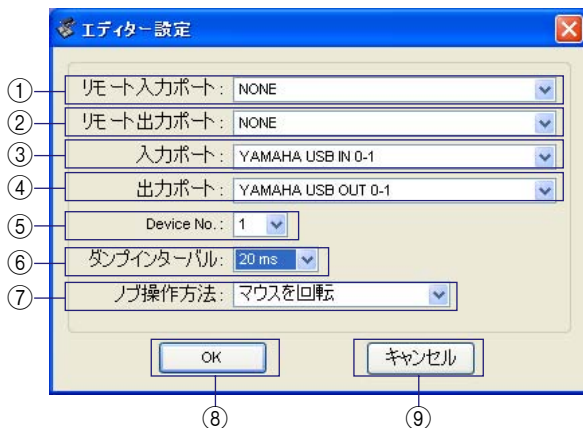 エディター設定
① リモート入力ポート: NONE
② リモート出力ポート: NONE
③ 入力ポート: YAMAHA USB IN 0-1
④ 出力ポート: YAMAHA USB OUT 0-1
⑤ Device No.: 1
⑥ ダンプインターバル: 20 ms
⑦ ノブ操作方法: マウスを回転
OK キャンセル
⑧ ⑨